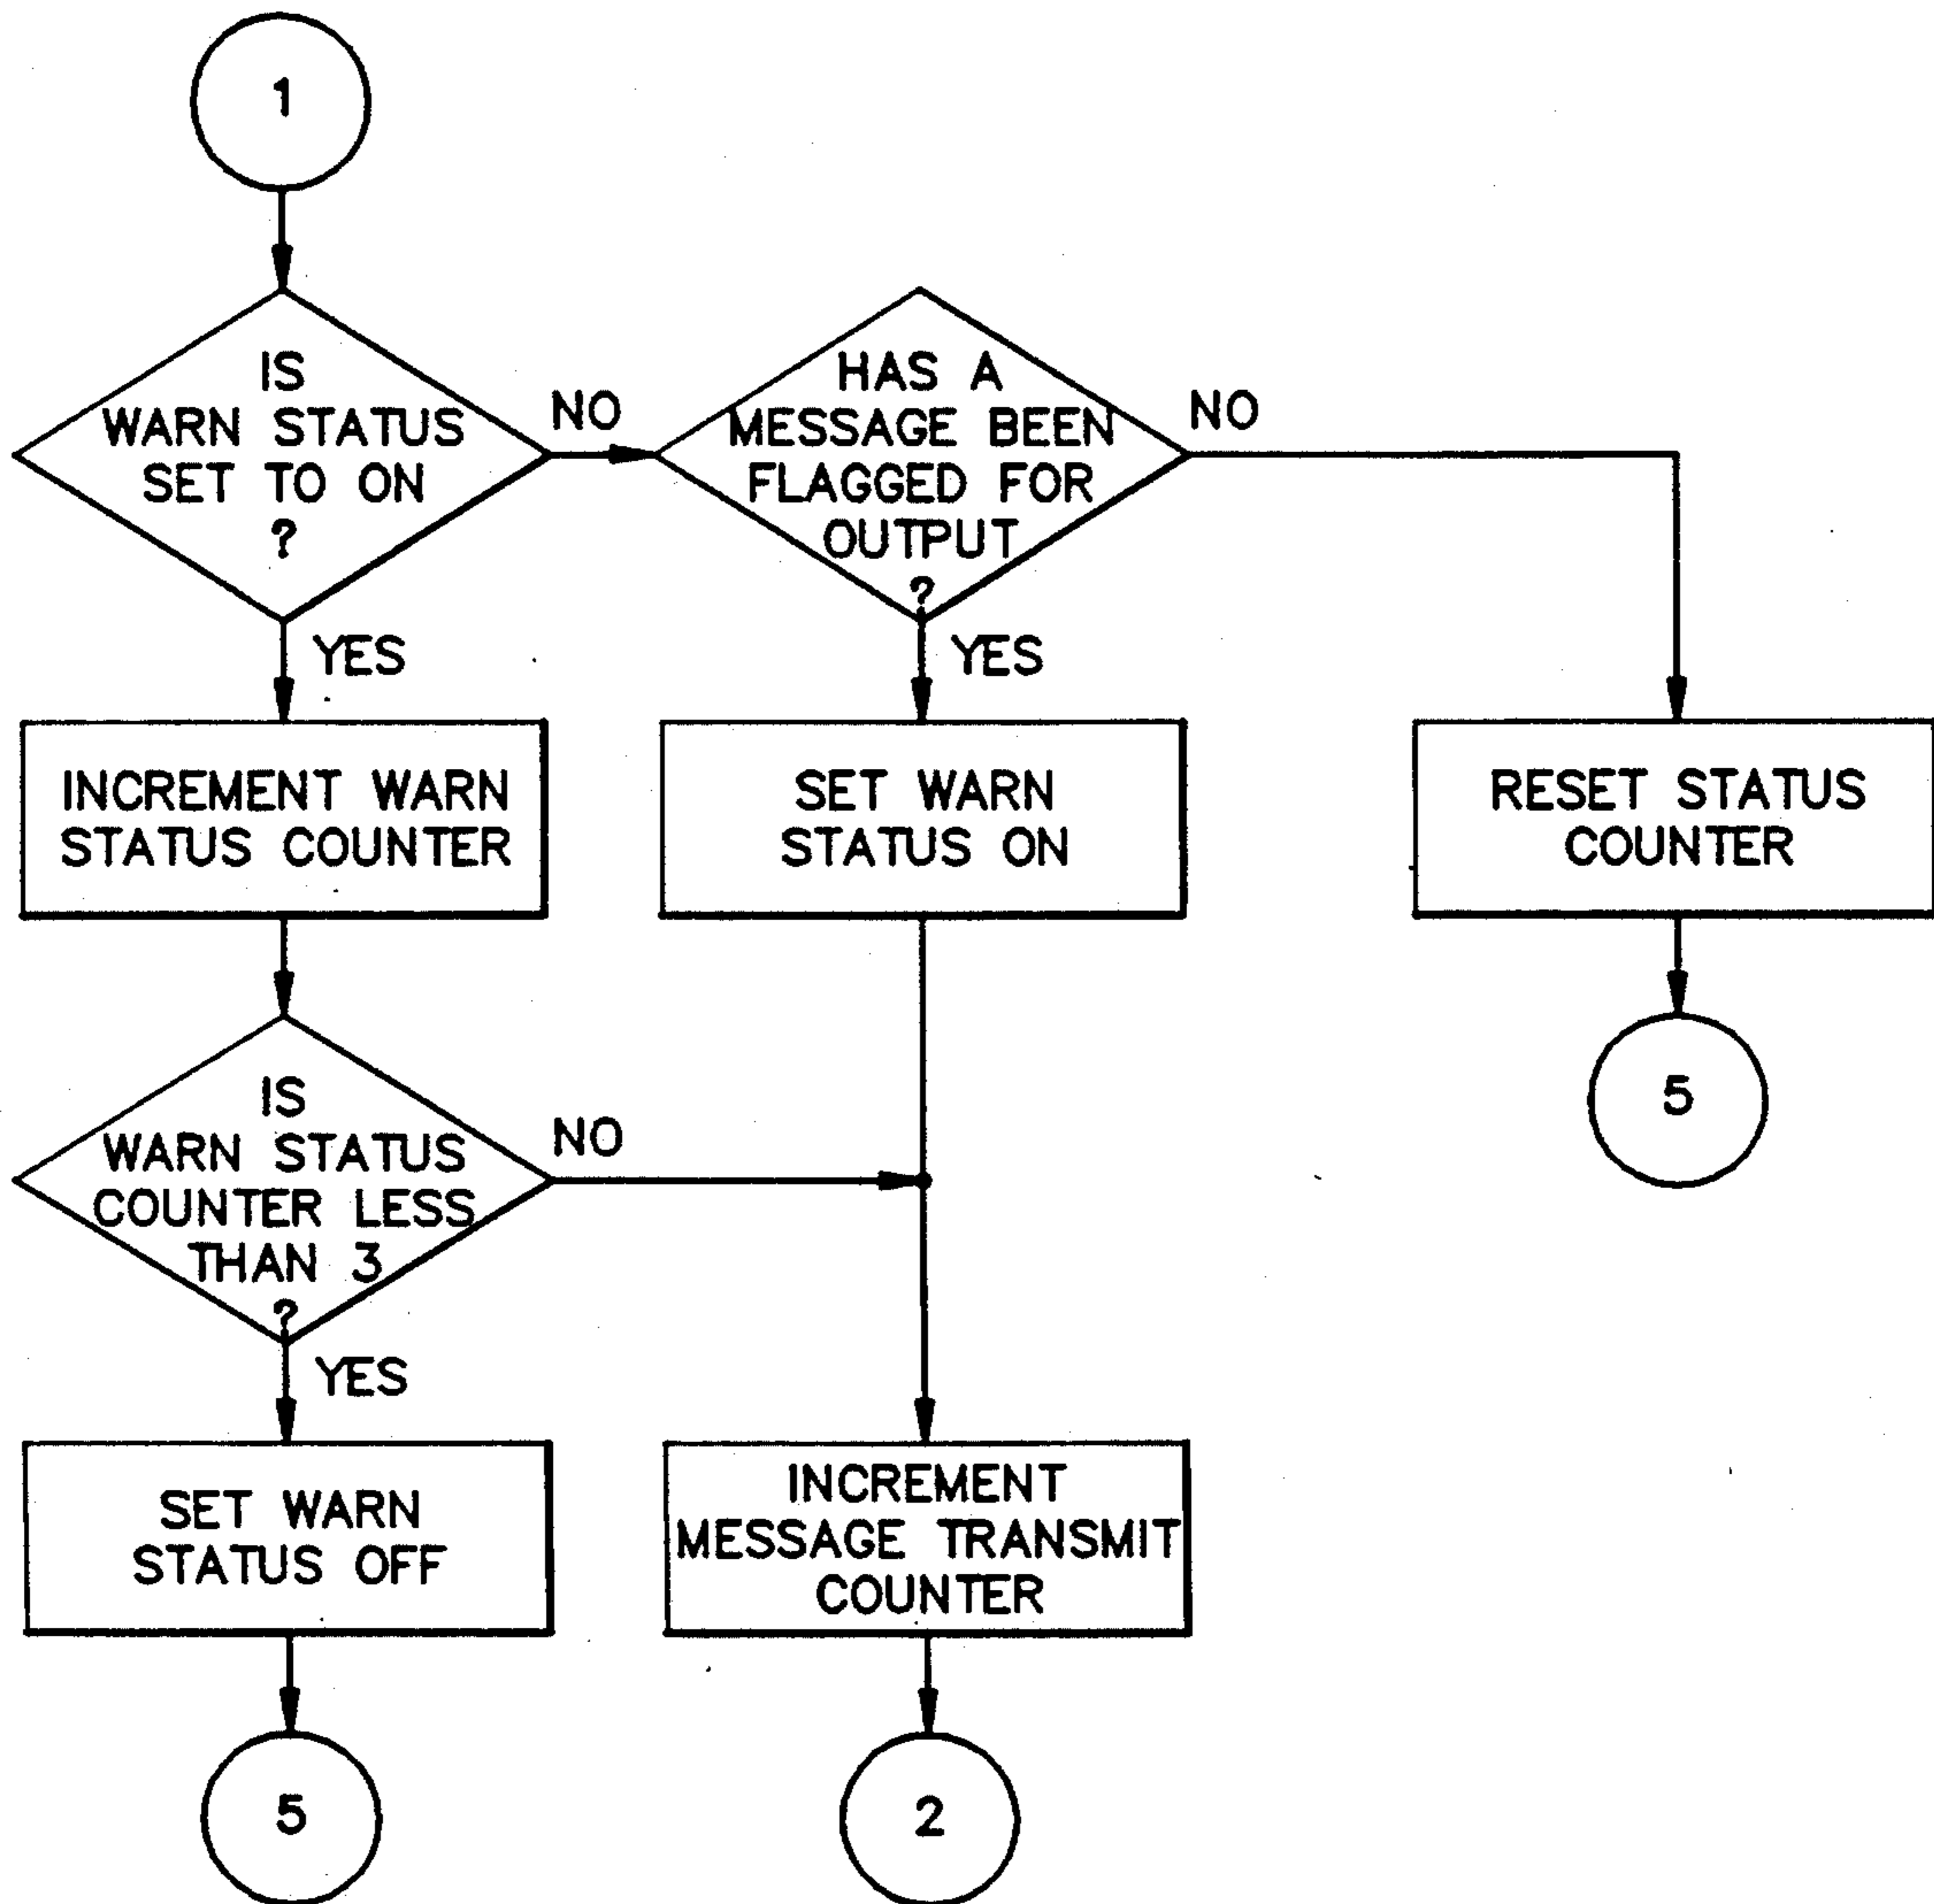 1
IS
WARN STATUS
SET TO ON
?
NO
HAS A
MESSAGE BEEN
FLAGGED FOR
OUTPUT
?
NO
YES
YES
INCREMENT WARN
STATUS COUNTER
SET WARN
STATUS ON
RESET STATUS
COUNTER
IS
WARN STATUS
COUNTER LESS
THAN 3
?
NO
5
YES
SET WARN
STATUS OFF
INCREMENT
MESSAGE TRANSMIT
COUNTER
5
2